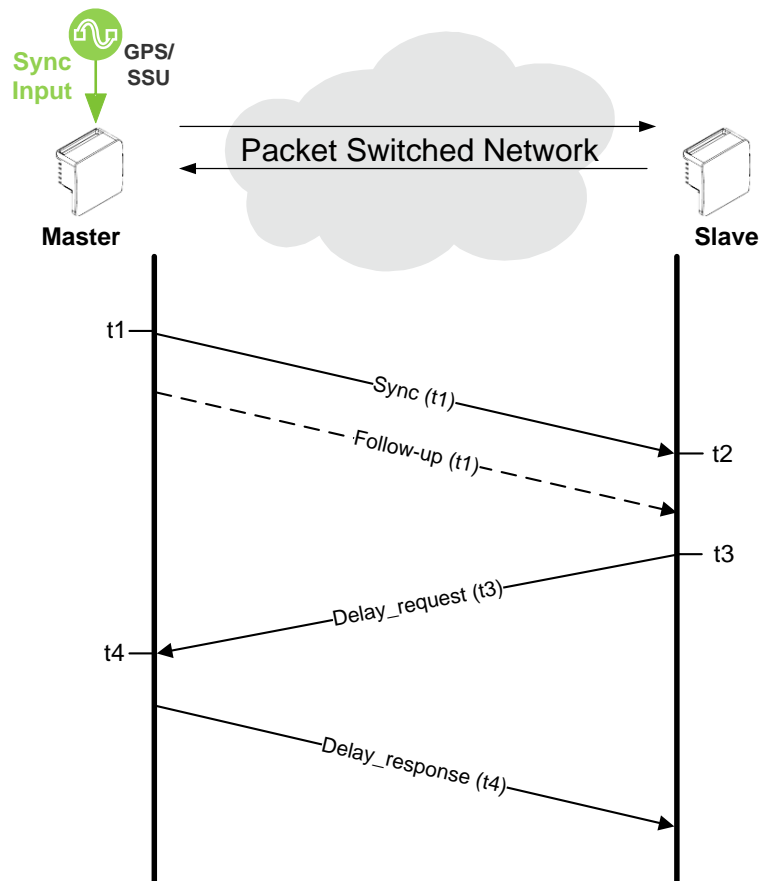 GPS/
SSU
Sync
Input
Packet Switched Network
Master
Slave
t1
Sync (t1)
Follow-up (t1)
t2
t3
Delay_request (t3)
t4
Delay_response (t4)